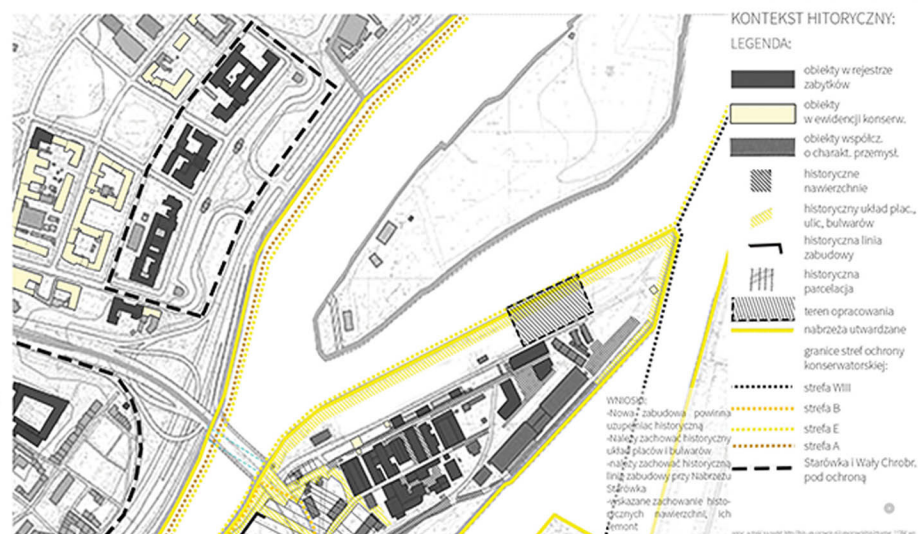 KONTEKST HITORYCZNY:
LEGENDA:
obiekty w rejestrze
zabytków
obiekty
w ewidencji konserw.
obiekty współcz.
o charakt. przemysł.
historyczne
nawierzchnie
historyczny układ plac.,
ulic, bulwarów
historyczna linia
zabudowy
historyczna
parcelacja
teren opracowania
nabrzeża utwardzane
granice stref ochrony
konserwatorskiej:
strefa WIII
strefa B
strefa E
strefa A
Starówka i Wały Chrobr.
pod ochroną
WNIOSKI:
-Nowa zabudowa powinna
uzupełniać historyczną
-Należy zachować historyczny
układ placów i bulwarów
-należy zachować historyczną
linię zabudowy przy Nabrzeżu
Starówka
-wskazane zachowanie histo-
rycznych nawierzchni, ich
remont